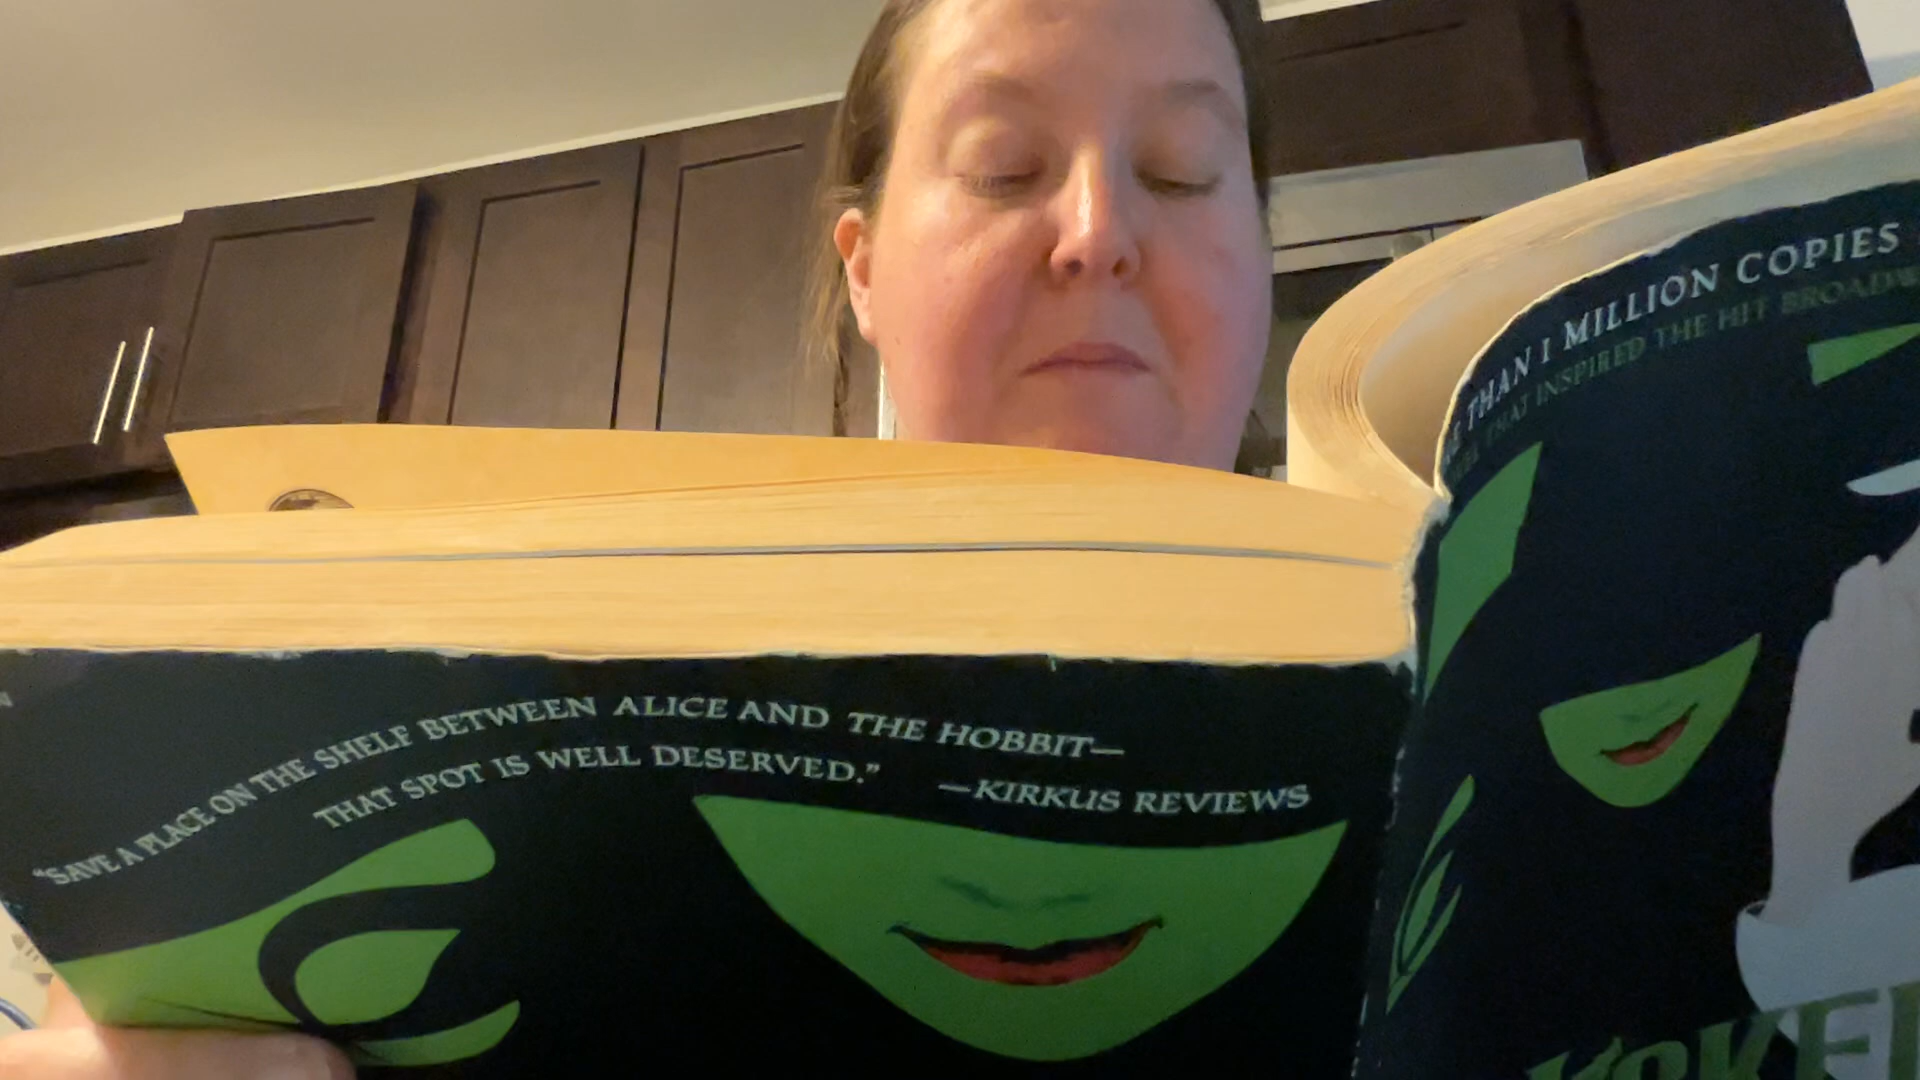 "SAVE A PLACE ON THE SHELF BETWEEN ALICE AND THE HOBBIT—
THAT SPOT IS WELL DESERVED."
—KIRKUS REVIEWS
THAN 1 MILLION COPIES
THAT INSPIRED THE HIT